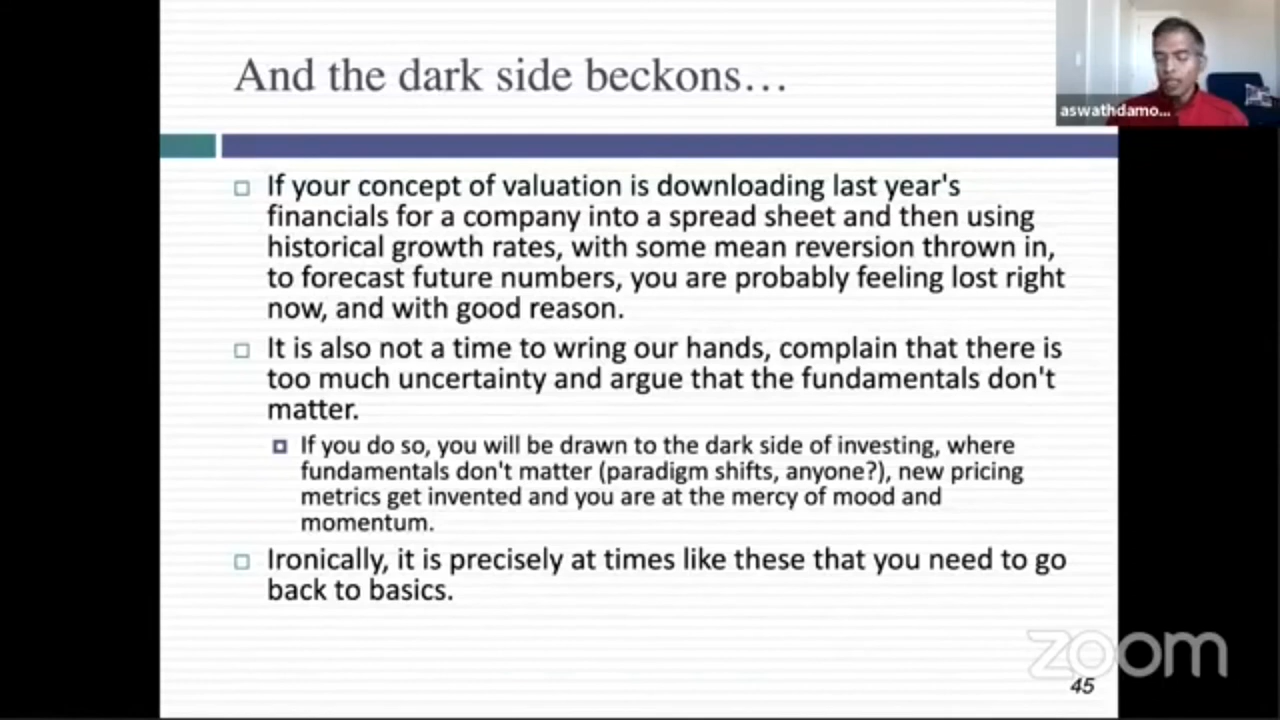 And the dark side beckons…
aswathdamo...
If your concept of valuation is downloading last year's
financials for a company into a spread sheet and then using
historical growth rates, with some mean reversion thrown in,
to forecast future numbers, you are probably feeling lost right
now, and with good reason.
It is also not a time to wring our hands, complain that there is
too much uncertainty and argue that the fundamentals don't
matter.
If you do so, you will be drawn to the dark side of investing, where
fundamentals don't matter (paradigm shifts, anyone?), new pricing
metrics get invented and you are at the mercy of mood and
momentum.
Ironically, it is precisely at times like these that you need to go
back to basics.
zoom
45